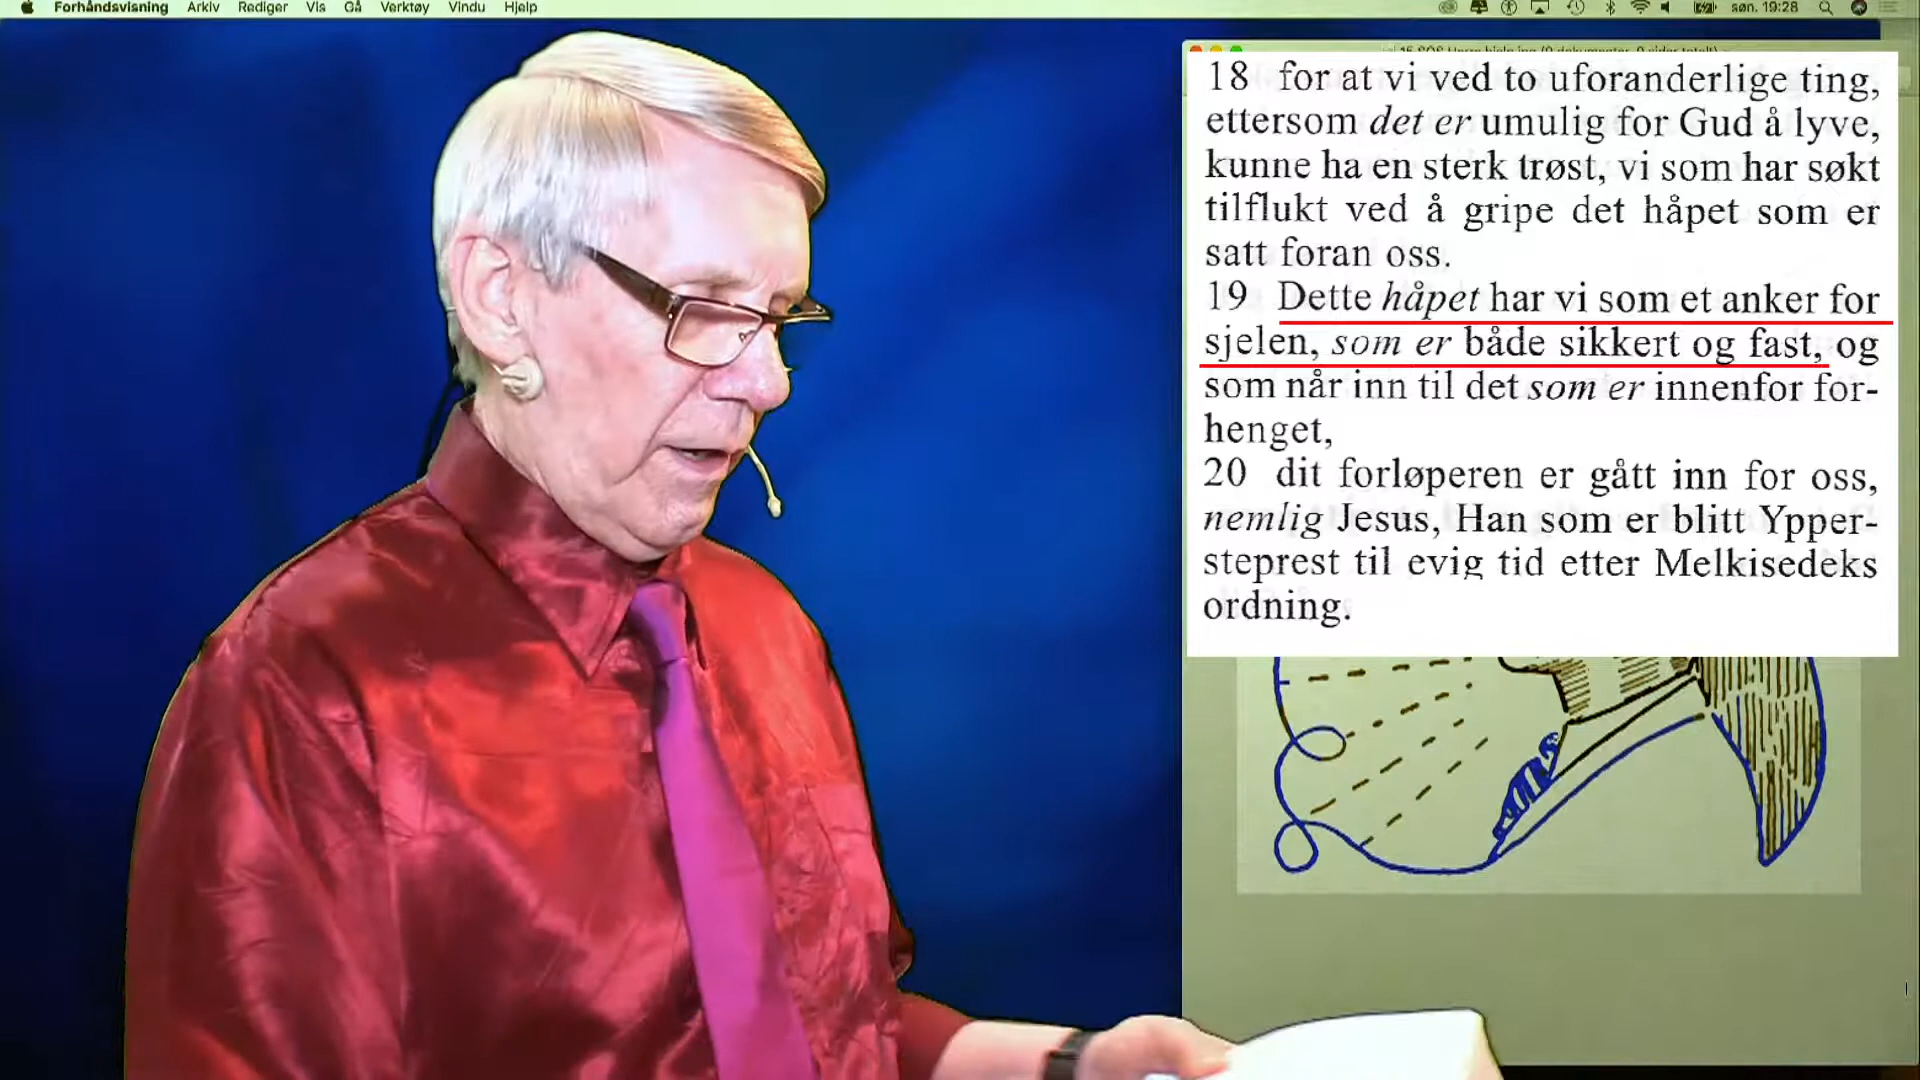 Forhåndsvisning Arkiv Rediger Vis Gå Verktøy Vindu Hjelp søn. 19:28
18 for at vi ved to uforanderlige ting,
ettersom det er umulig for Gud å lyve,
kunne ha en sterk trøst, vi som har søkt
tilflukt ved å gripe det håpet som er
satt foran oss.
19 Dette håpet har vi som et anker for
sjelen, som er både sikkert og fast, og
som når inn til det som er innenfor for-
henget,
20 dit forløperen er gått inn for oss,
nemlig Jesus, Han som er blitt Ypper-
steprest til evig tid etter Melkisedeks
ordning.